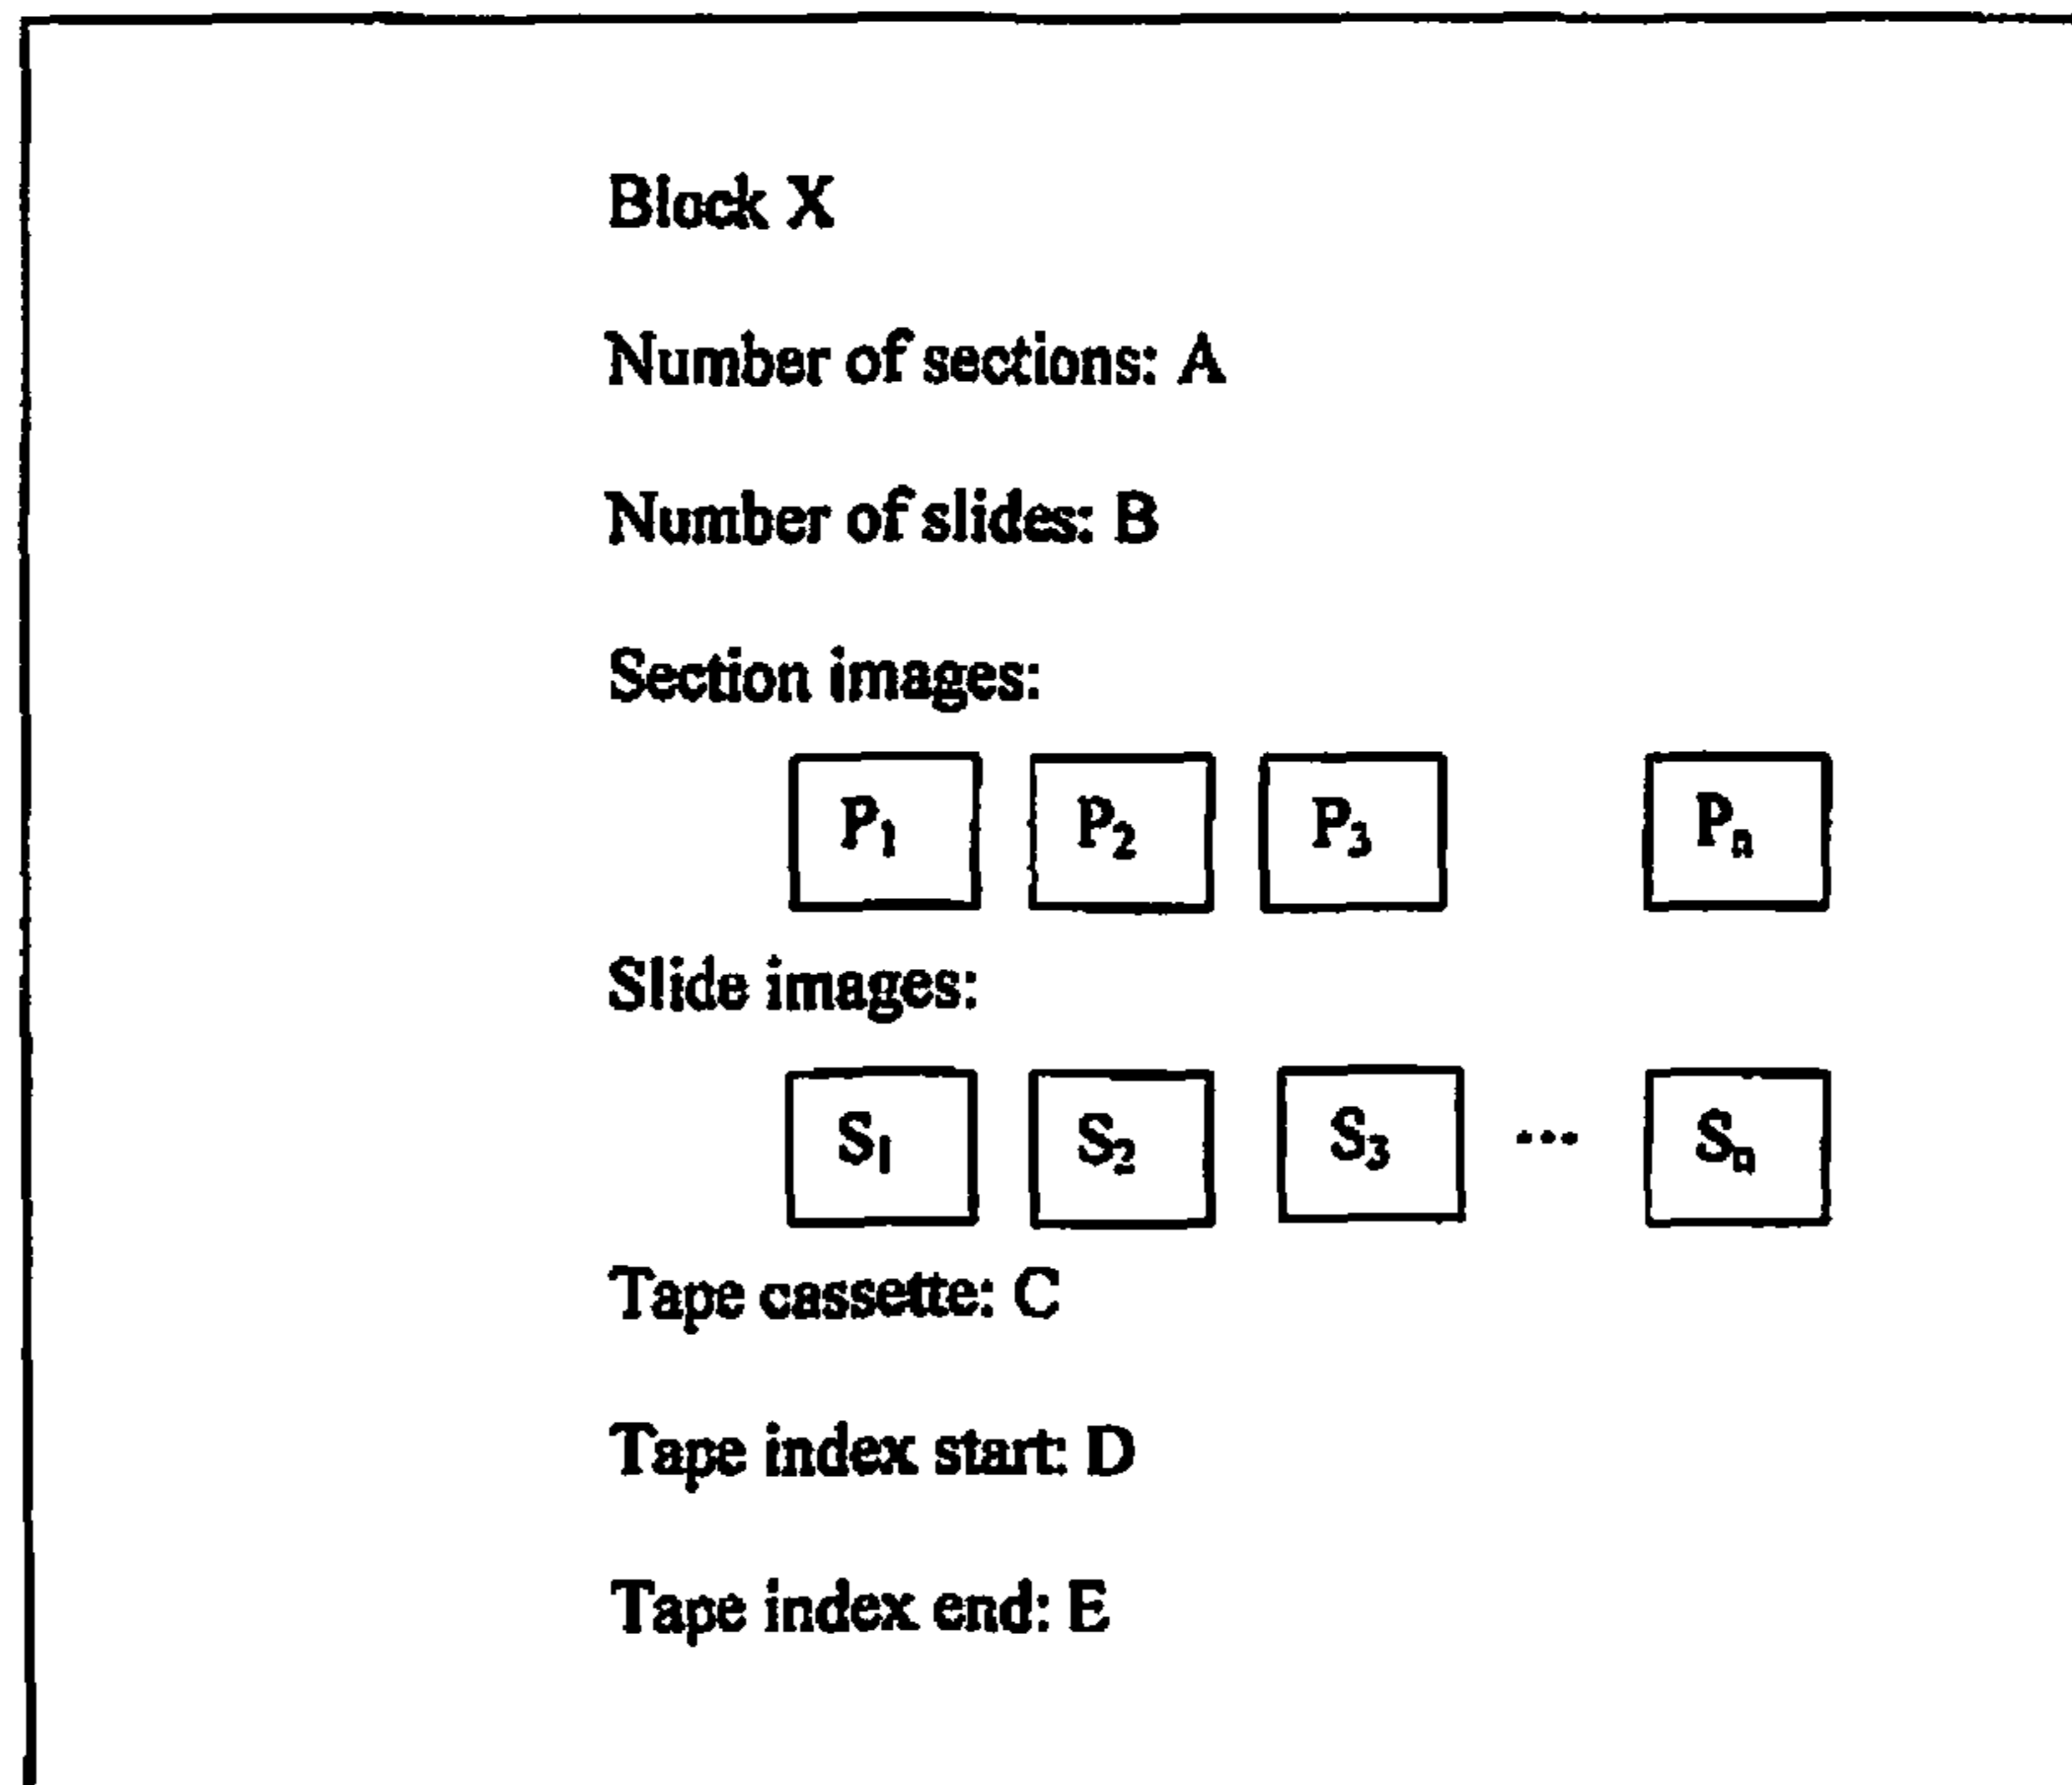 Block X
Number of sections: A
Number of slides: B
Section images:
P₁ P₂ P₃ Pₙ
Slide images:
S₁ S₂ S₃ ... Sₙ
Tape cassette: C
Tape index start: D
Tape index end: E